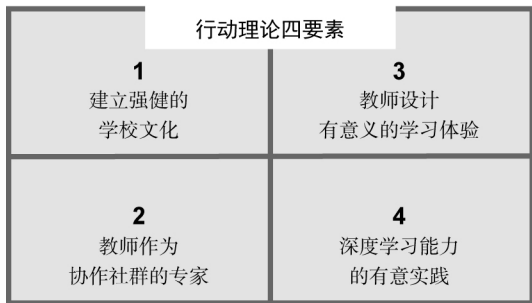 行动理论四要素
1
建立强健的
学校文化
2
教师作为
协作社群的专家
3
教师设计
有意义的学习体验
4
深度学习能力
的有意实践